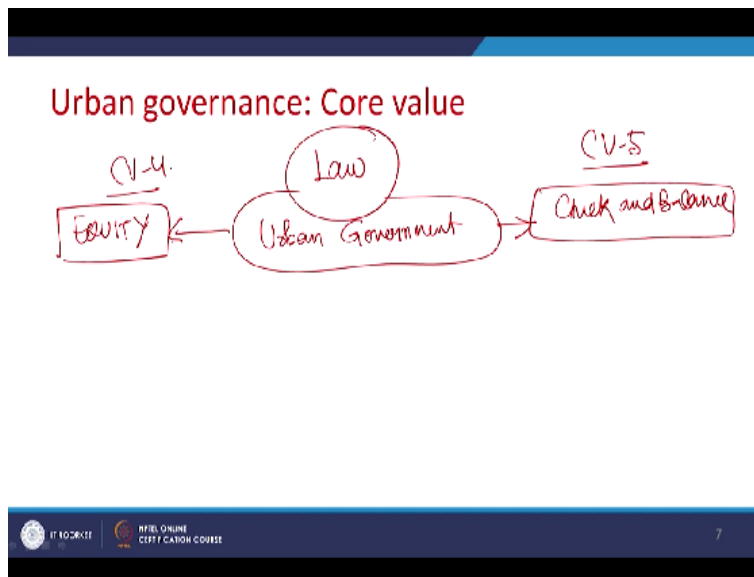 Urban governance: Core value
CV-4.
Law
CV-5
EQUITY
Urban Government
Check and Balance
IIT ROORKEE
NPTEL ONLINE
CERTIFICATION COURSE
7